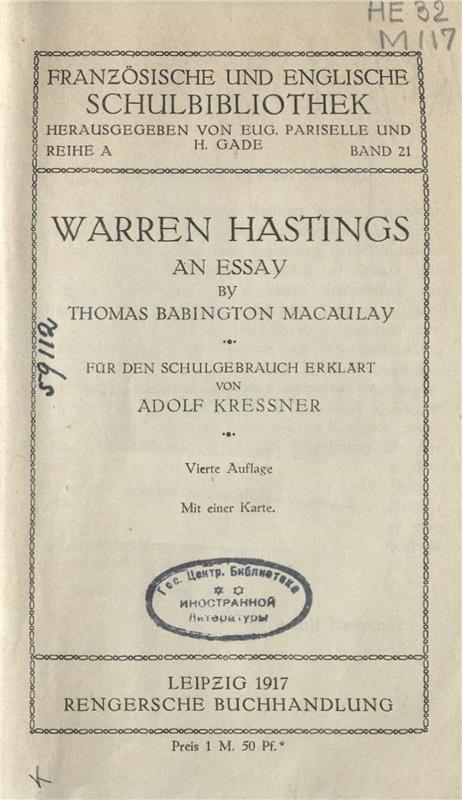 HE 32
M 117
FRANZÖSISCHE UND ENGLISCHE
SCHULBIBLIOTHEK
HERAUSGEGEBEN VON EUG. PARISELLE UND
H. GADE
REIHE A BAND 21
WARREN HASTINGS
AN ESSAY
BY
THOMAS BABINGTON MACAULAY
59112
FÜR DEN SCHULGEBRAUCH ERKLÄRT
VON
ADOLF KRESSNER
Vierte Auflage
Mit einer Karte.
Гос. Центр. Библиотека
ИНОСТРАННОЙ
Литературы
LEIPZIG 1917
RENGERSCHE BUCHHANDLUNG
Preis 1 M. 50 Pf.*
K